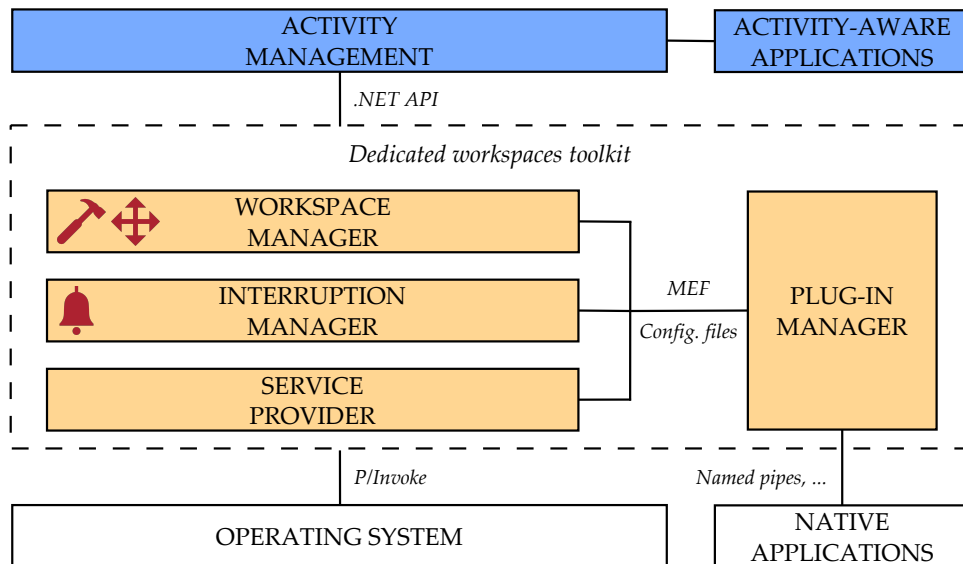 ACTIVITY
MANAGEMENT
ACTIVITY-AWARE
APPLICATIONS
.NET API
Dedicated workspaces toolkit
WORKSPACE
MANAGER
INTERRUPTION
MANAGER
SERVICE
PROVIDER
MEF
Config. files
PLUG-IN
MANAGER
P/Invoke
Named pipes, ...
OPERATING SYSTEM
NATIVE
APPLICATIONS